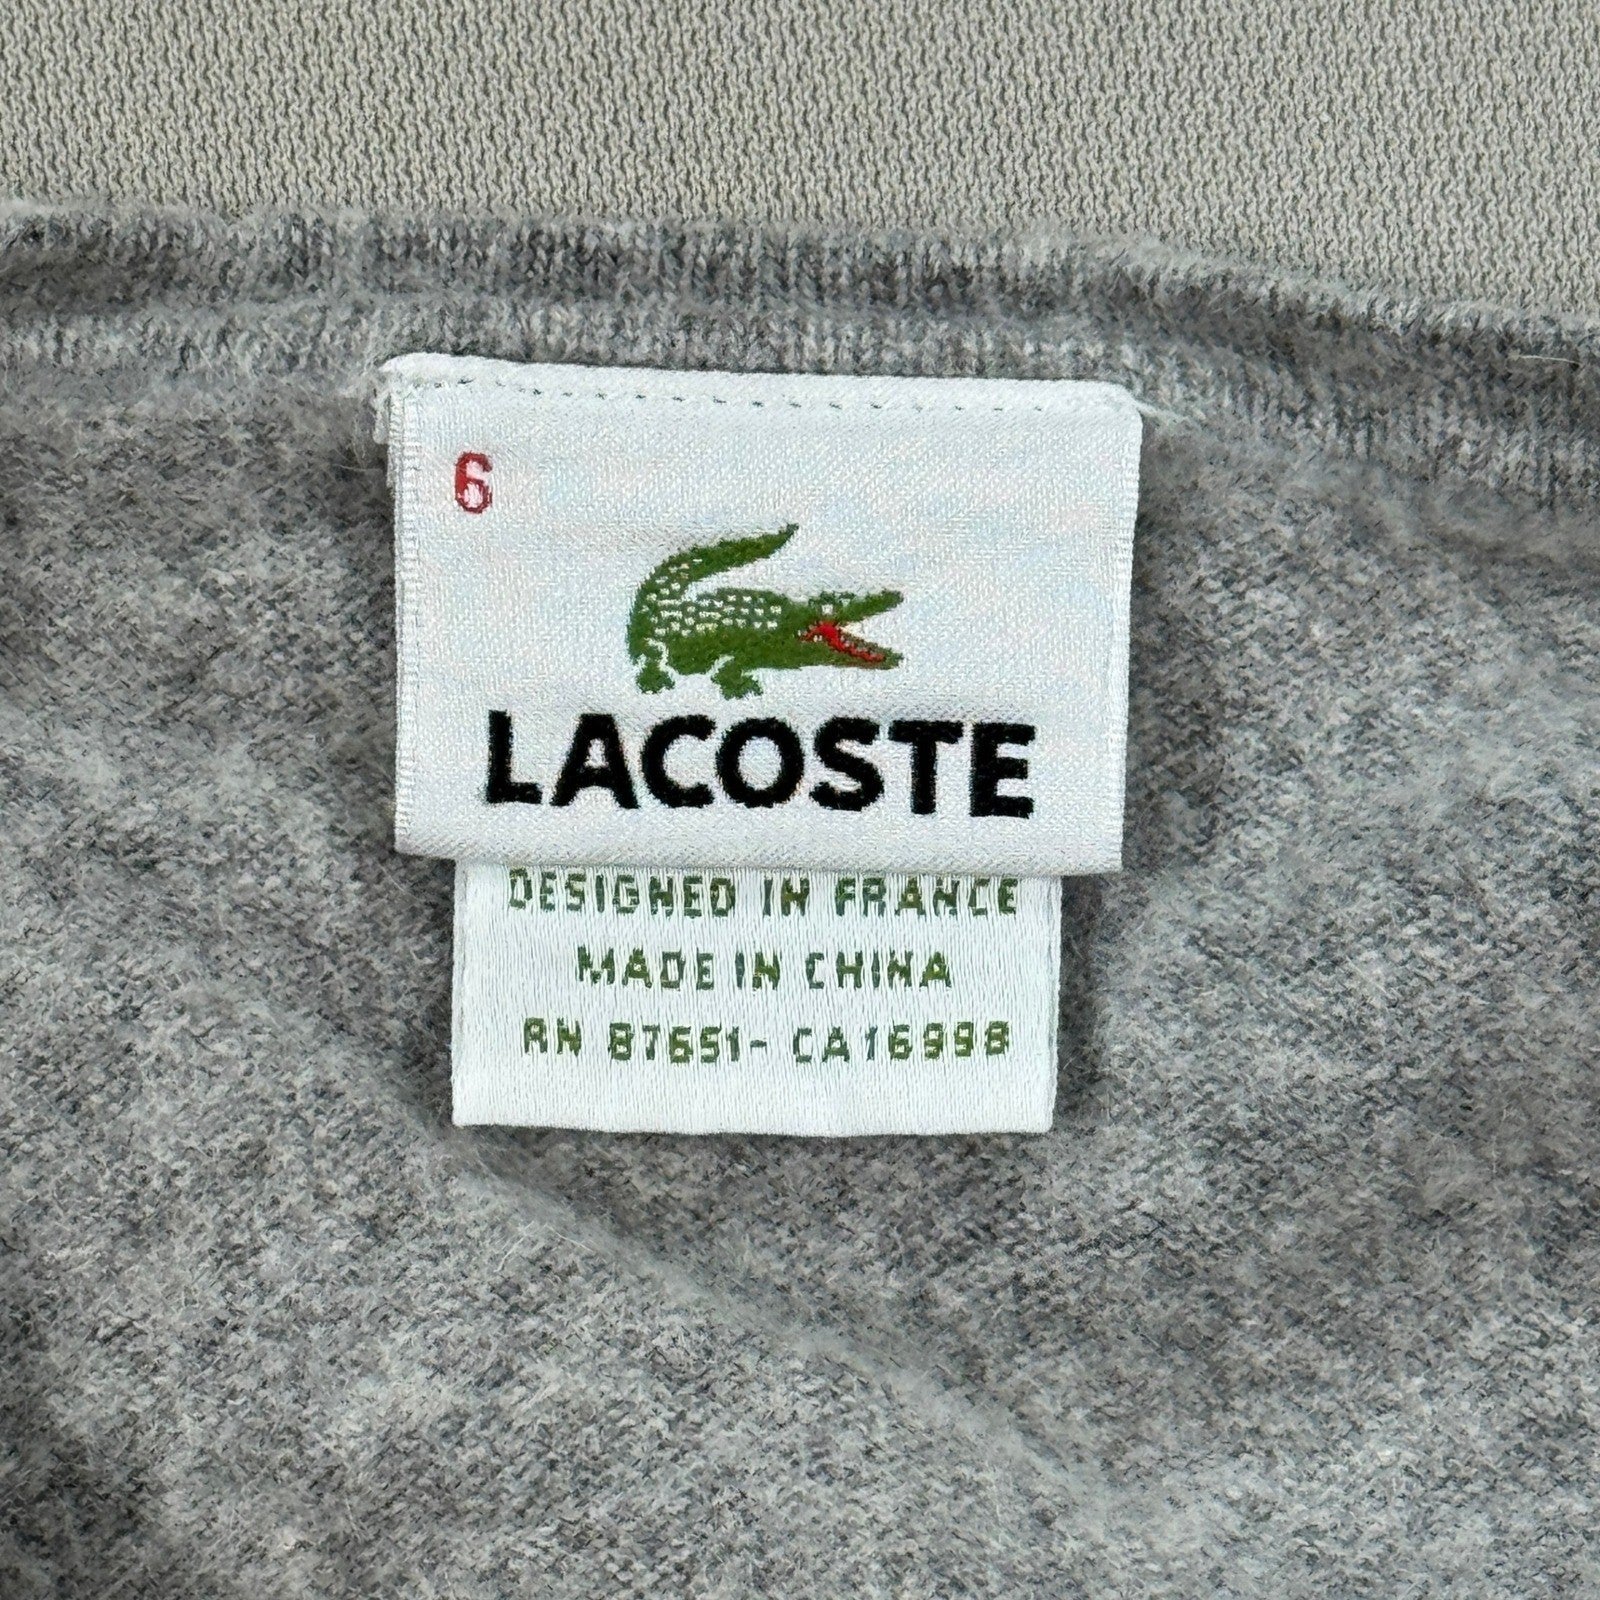 6
LACOSTE
DESIGNED IN FRANCE
MADE IN CHINA
RN 87651- CA16998